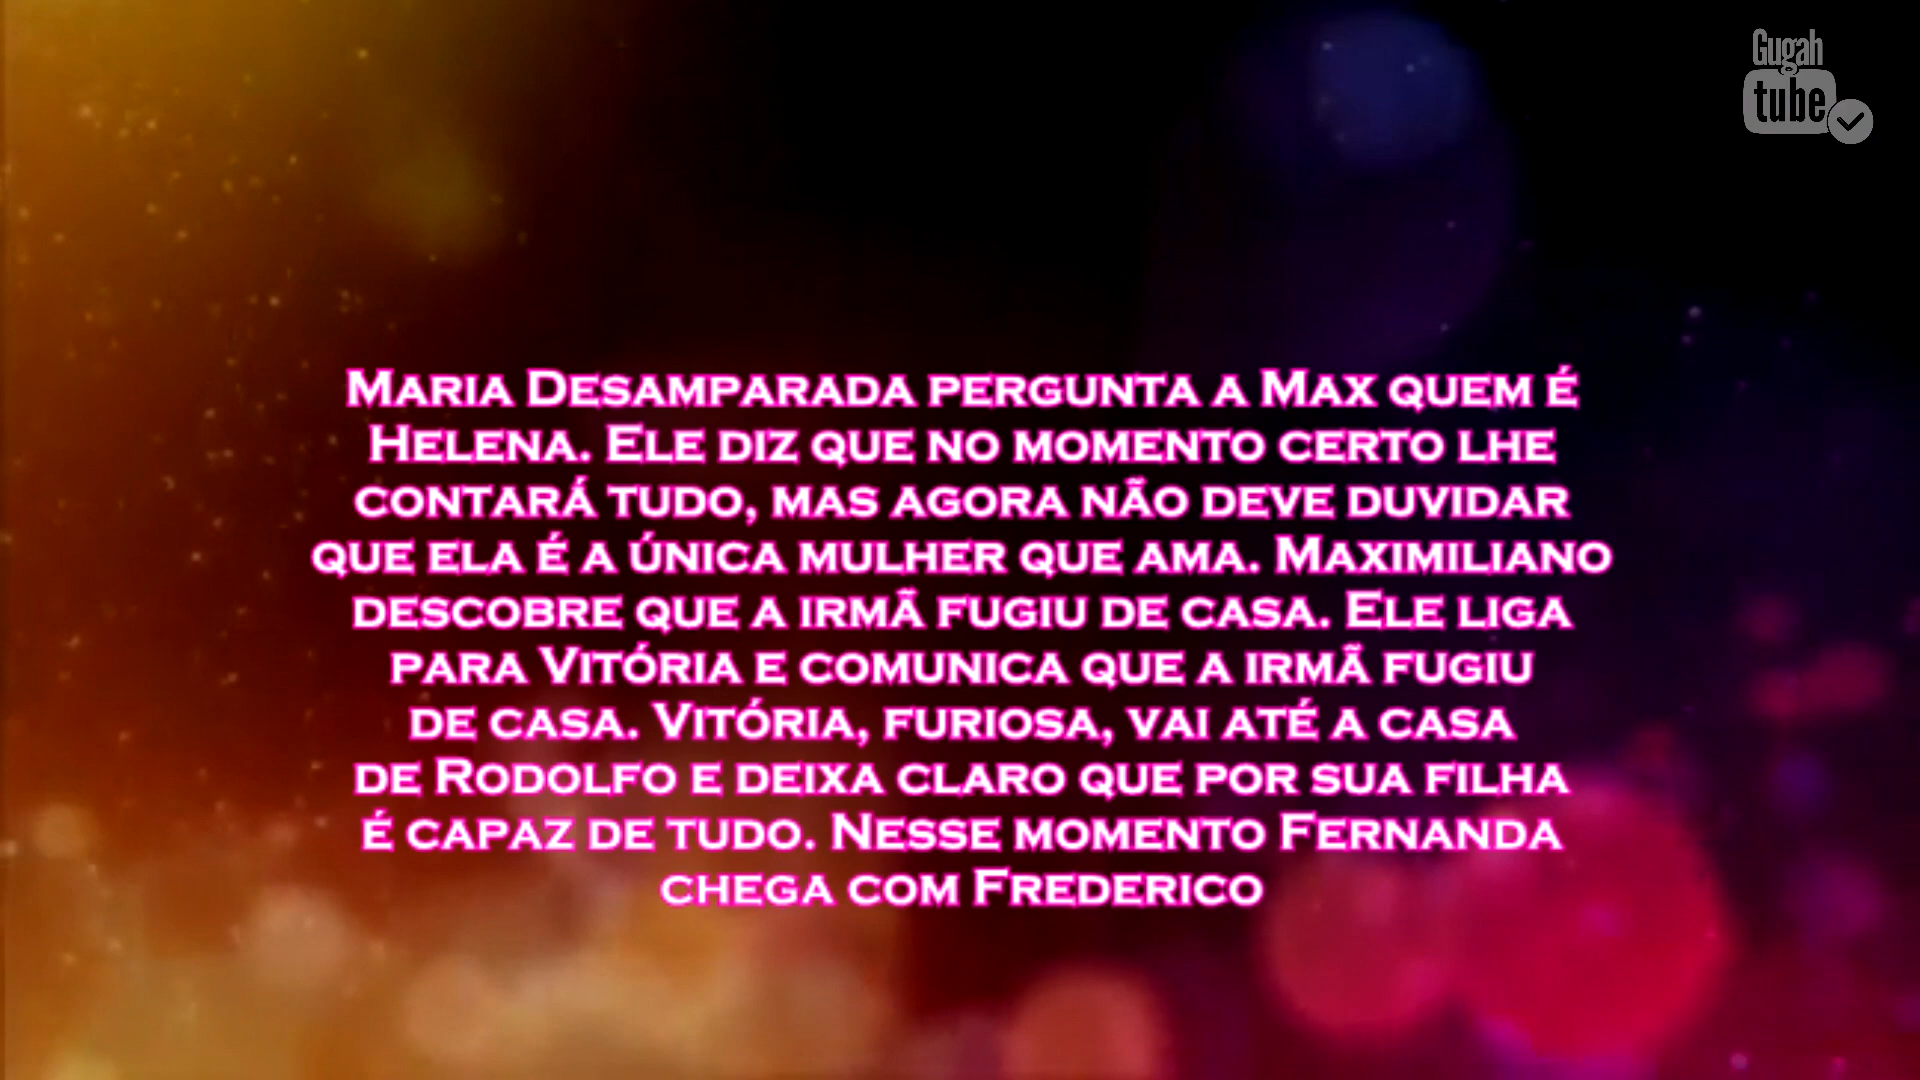 Gugah
tube
Maria Desamparada pergunta a Max quem é
Helena. Ele diz que no momento certo lhe
contará tudo, mas agora não deve duvidar
que ela é a única mulher que ama. Maximiliano
descobre que a irmã fugiu de casa. Ele liga
para Vitória e comunica que a irmã fugiu
de casa. Vitória, furiosa, vai até a casa
de Rodolfo e deixa claro que por sua filha
é capaz de tudo. Nesse momento Fernanda
chega com Frederico